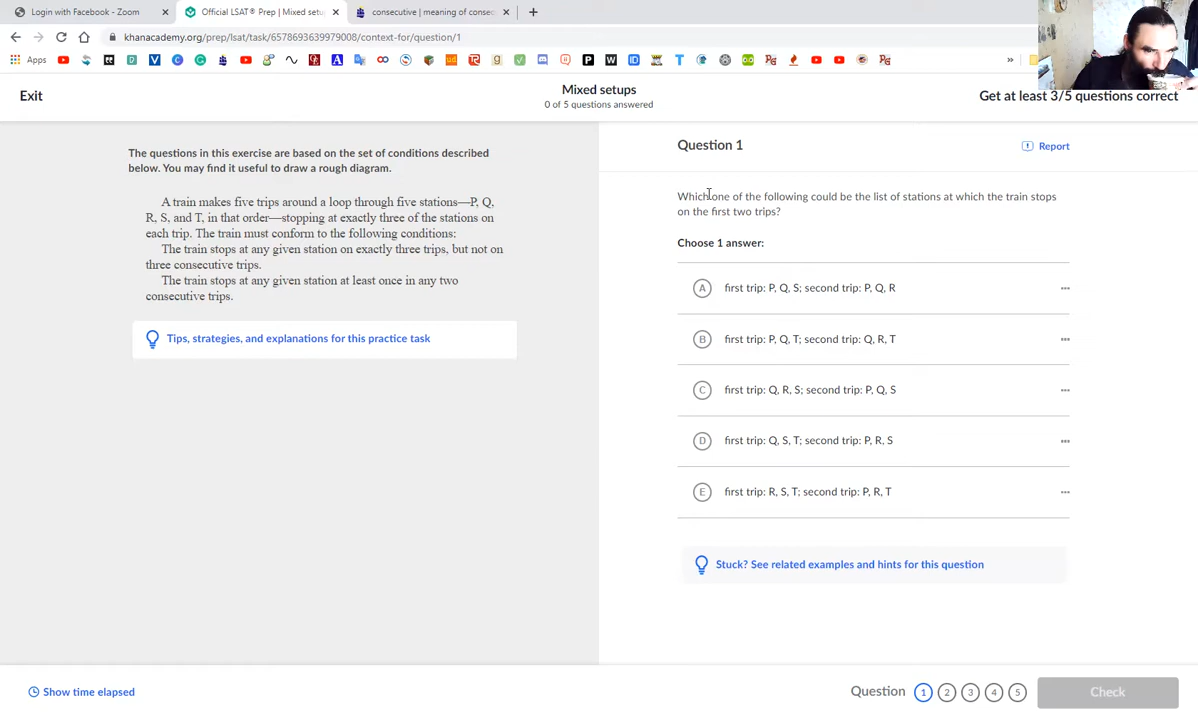 Login with Facebook - Zoom
Official LSAT® Prep | Mixed setu
consecutive | meaning of consec
khanacademy.org/prep/lsat/task/6578693639979008/context-for/question/1
Apps
Exit
Mixed setups
0 of 5 questions answered
Get at least 3/5 questions correct
The questions in this exercise are based on the set of conditions described
below. You may find it useful to draw a rough diagram.
A train makes five trips around a loop through five stations—P, Q,
R, S, and T, in that order—stopping at exactly three of the stations on
each trip. The train must conform to the following conditions:
The train stops at any given station on exactly three trips, but not on
three consecutive trips.
The train stops at any given station at least once in any two
consecutive trips.
Tips, strategies, and explanations for this practice task
Question 1
Report
Which one of the following could be the list of stations at which the train stops
on the first two trips?
Choose 1 answer:
A first trip: P, Q, S; second trip: P, Q, R
B first trip: P, Q, T; second trip: Q, R, T
C first trip: Q, R, S; second trip: P, Q, S
D first trip: Q, S, T; second trip: P, R, S
E first trip: R, S, T; second trip: P, R, T
Stuck? See related examples and hints for this question
Show time elapsed
Question 1 2 3 4 5
Check